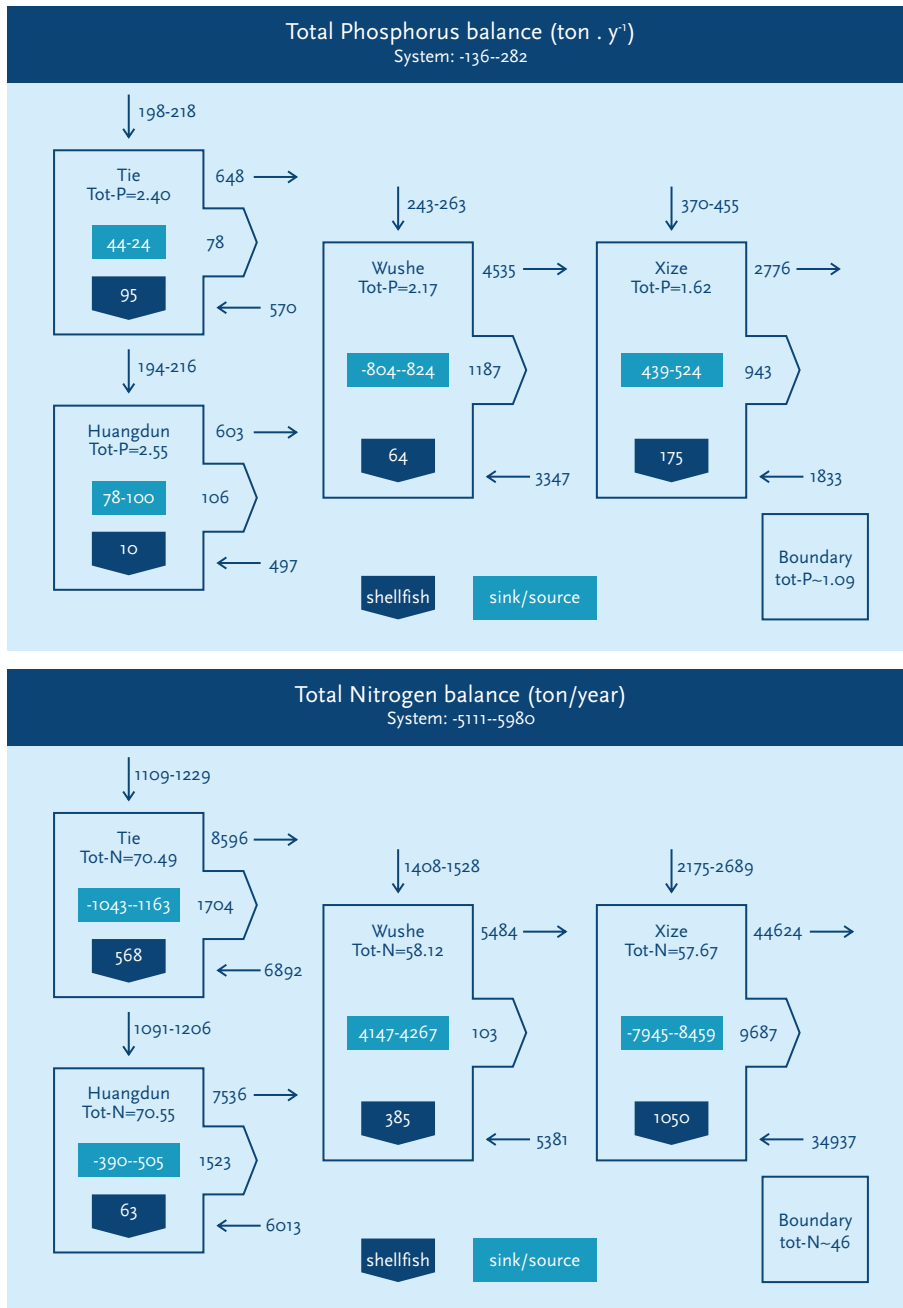 Total Phosphorus balance (ton . y⁻¹)
System: -136--282
198-218
Tie
Tot-P=2.40
648
44-24
78
95
570
194-216
Huangdun
Tot-P=2.55
603
78-100
106
10
497
243-263
Wushe
Tot-P=2.17
4535
-804--824
1187
64
3347
370-455
Xize
Tot-P=1.62
2776
439-524
943
175
1833
shellfish
sink/source
Boundary
tot-P~1.09
Total Nitrogen balance (ton/year)
System: -5111--5980
1109-1229
Tie
Tot-N=70.49
8596
-1043--1163
1704
568
6892
1091-1206
Huangdun
Tot-N=70.55
7536
-390--505
1523
63
6013
1408-1528
Wushe
Tot-N=58.12
5484
4147-4267
103
385
5381
2175-2689
Xize
Tot-N=57.67
44624
-7945--8459
9687
1050
34937
shellfish
sink/source
Boundary
tot-N~46